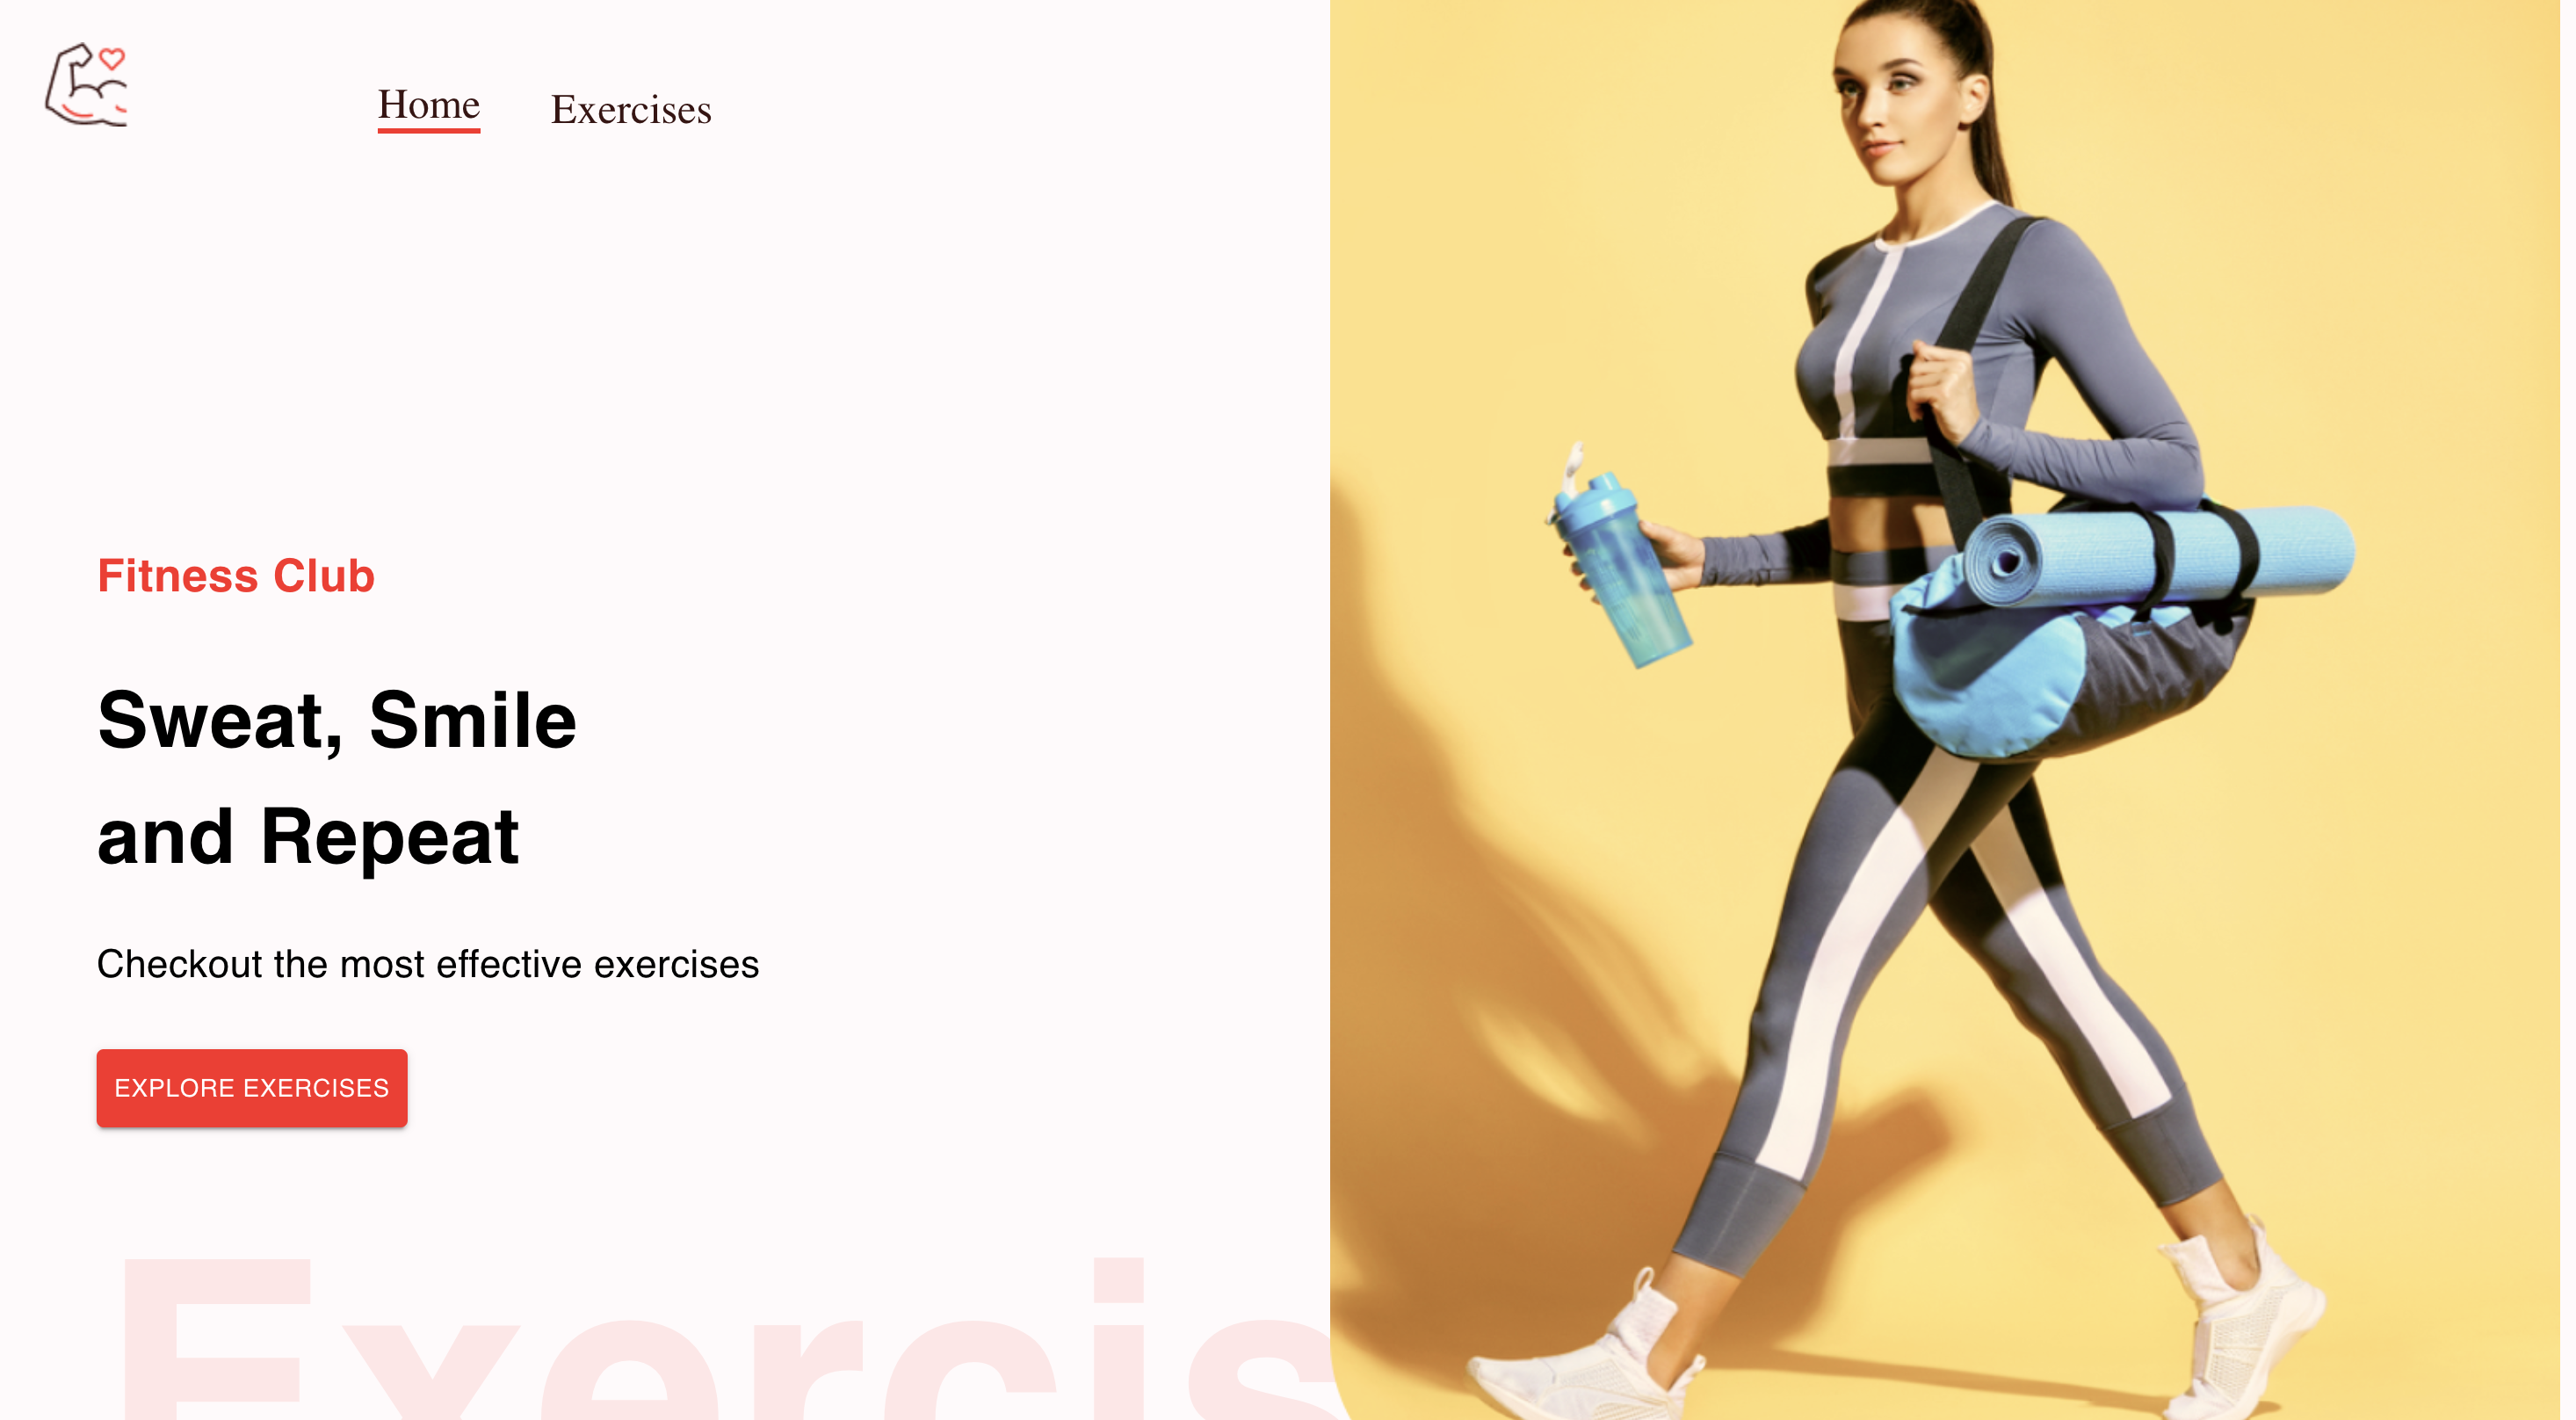 Home
Exercises
Fitness Club
Sweat, Smile
and Repeat
Checkout the most effective exercises
EXPLORE EXERCISES
Exercis